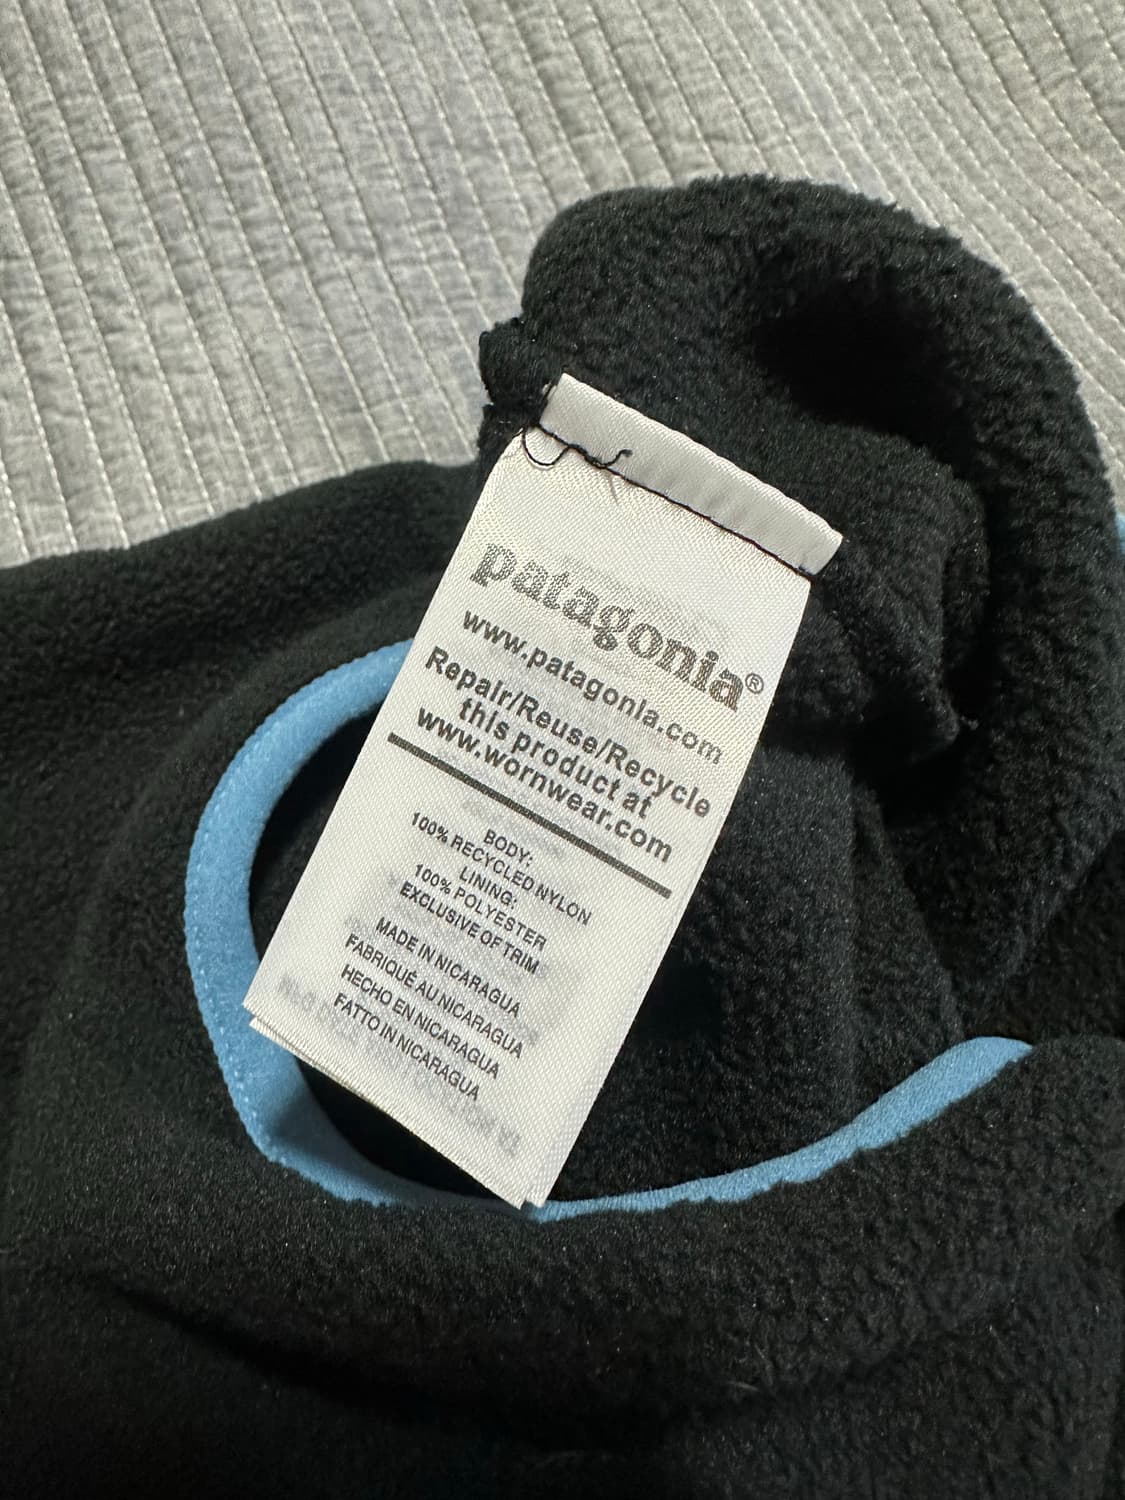 patagonia®
www.patagonia.com
Repair/Reuse/Recycle
this product at
www.wornwear.com
BODY:
100% RECYCLED NYLON
LINING:
100% POLYESTER
EXCLUSIVE OF TRIM
MADE IN NICARAGUA
FABRIQUÉ AU NICARAGUA
HECHO EN NICARAGUA
FATTO IN NICARAGUA